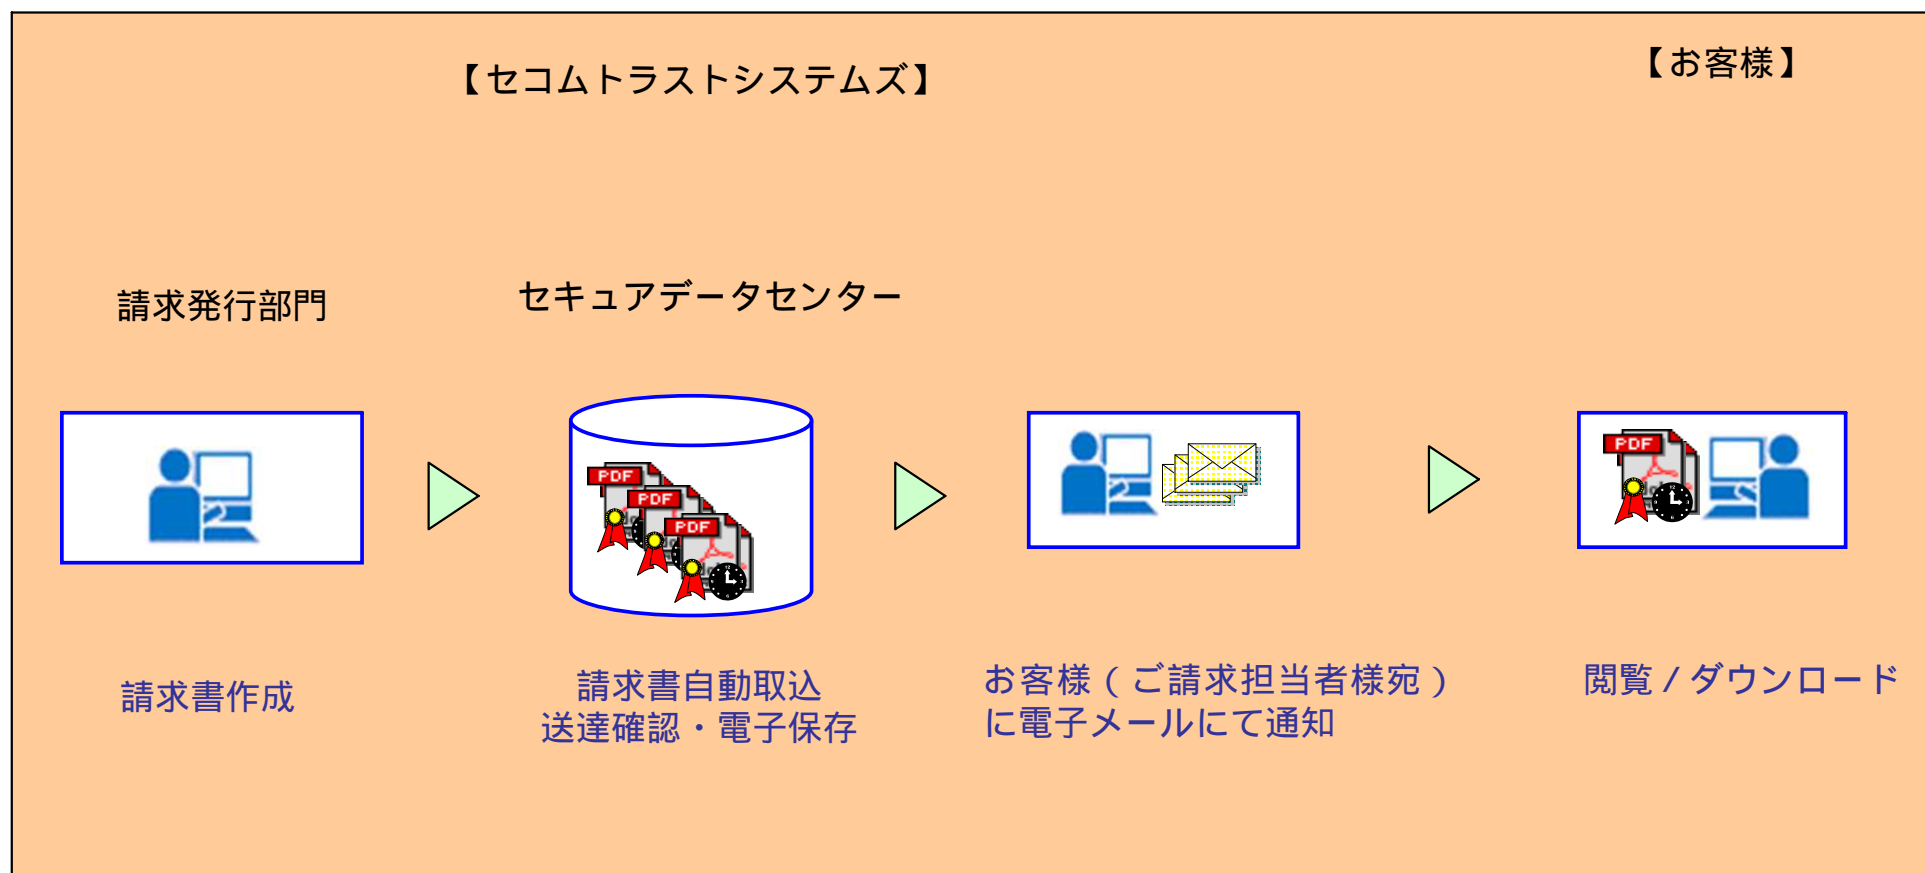 【セコムトラストシステムズ】
【お客様】
請求発行部門
セキュアデータセンター
PDF
PDF
PDF
PDF
請求書作成
請求書自動取込
送達確認・電子保存
お客様（ご請求担当者様宛）
に電子メールにて通知
閲覧／ダウンロード